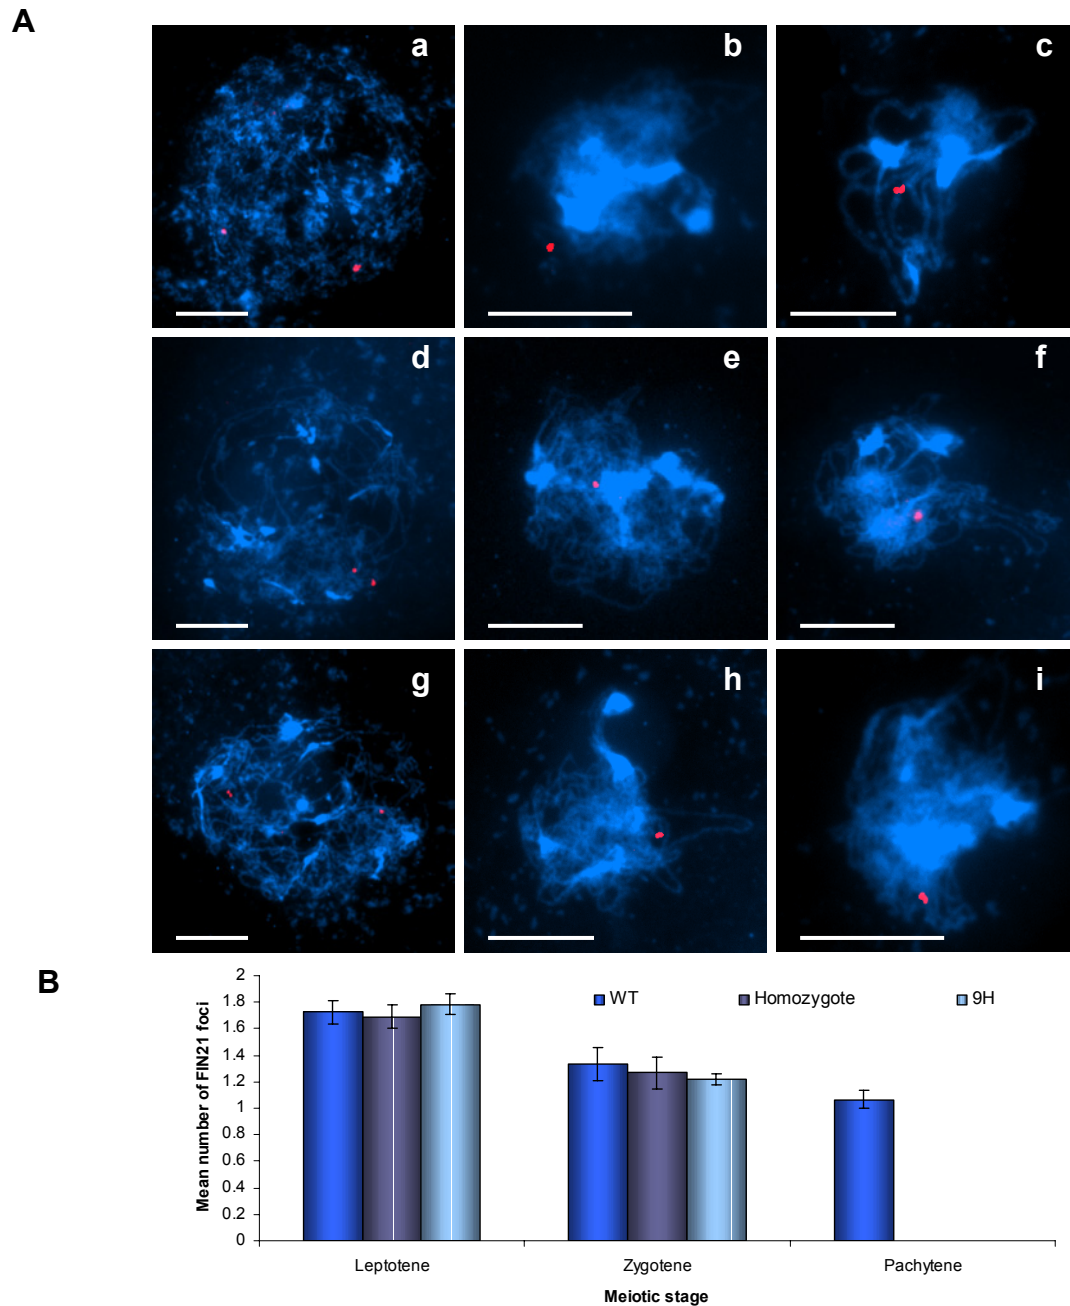 A
a
b
c
d
e
f
g
h
i
B
Mean number of FIN21 foci
2
1.8
1.6
1.4
1.2
1
0.8
0.6
0.4
0.2
0
WT
Homozygote
9H
Leptotene
Zygotene
Pachytene
Meiotic stage